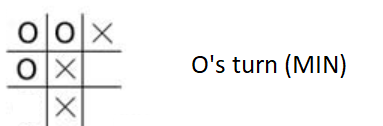 O O X
O X
X
O's turn (MIN)